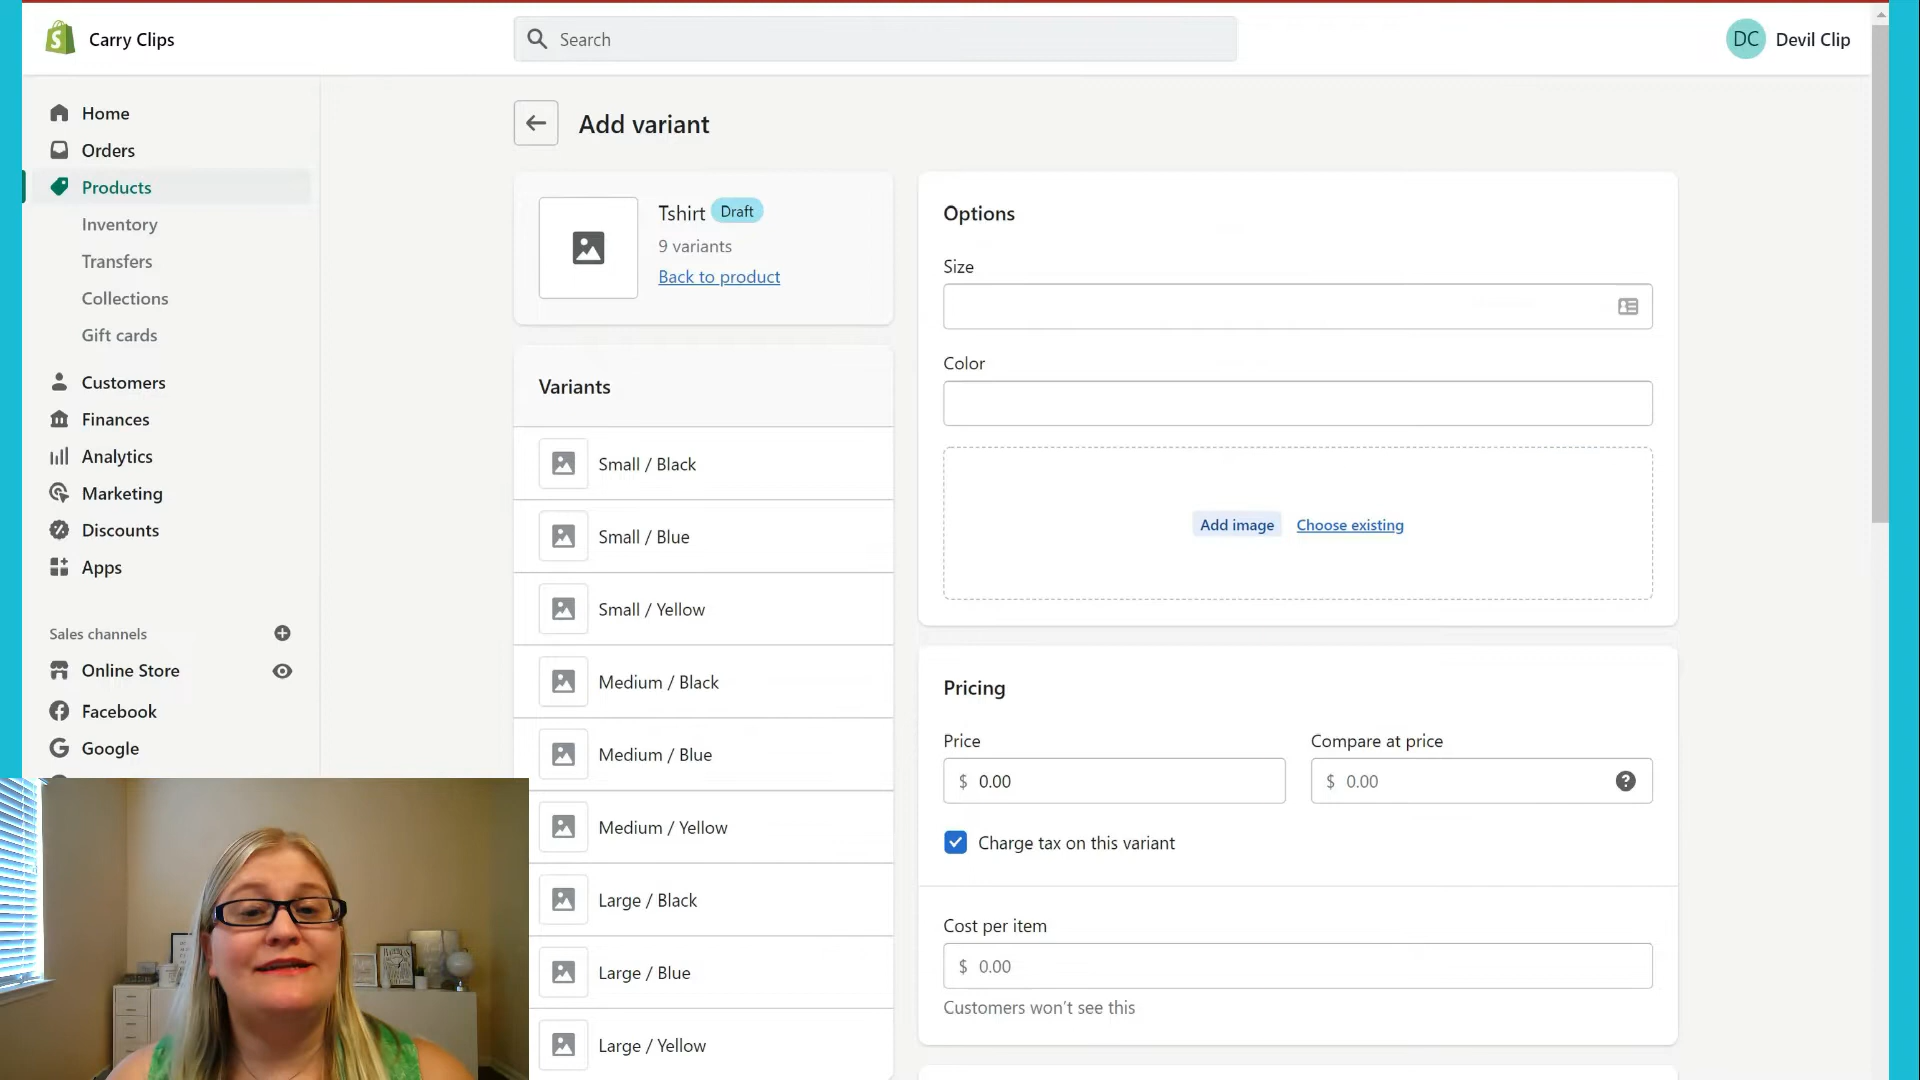 Carry Clips
Search
DC
Devil Clip
Home
Orders
Products
Inventory
Transfers
Collections
Gift cards
Customers
Finances
Analytics
Marketing
Discounts
Apps
Sales channels
Online Store
Facebook
Google
Add variant
Tshirt Draft
9 variants
Back to product
Variants
Small / Black
Small / Blue
Small / Yellow
Medium / Black
Medium / Blue
Medium / Yellow
Large / Black
Large / Blue
Large / Yellow
Options
Size
Color
Add image Choose existing
Pricing
Price
$ 0.00
Compare at price
$ 0.00
Charge tax on this variant
Cost per item
$ 0.00
Customers won't see this